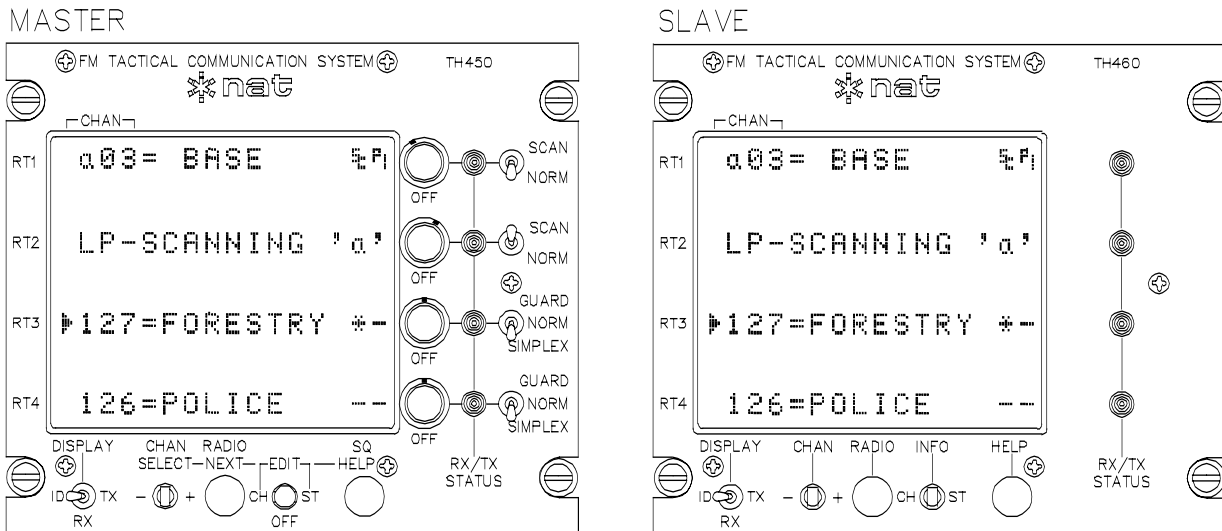 MASTER
FM TACTICAL COMMUNICATION SYSTEM TH450
nat
CHAN
RT1 a03= BASE
SCAN
NORM
OFF
RT2 LP-SCANNING "a"
SCAN
NORM
OFF
RT3 127=FORESTRY *-
GUARD
NORM
SIMPLEX
OFF
RT4 126=POLICE --
GUARD
NORM
SIMPLEX
OFF
DISPLAY CHAN RADIO SQ
SELECT NEXT EDIT HELP
RX/TX
STATUS
ID TX - + CH ST
RX OFF
SLAVE
FM TACTICAL COMMUNICATION SYSTEM TH460
nat
CHAN
RT1 a03= BASE
RT2 LP-SCANNING 'a'
RT3 127=FORESTRY *-
RT4 126=POLICE --
DISPLAY CHAN RADIO INFO HELP
RX/TX
STATUS
ID TX - + CH ST
RX